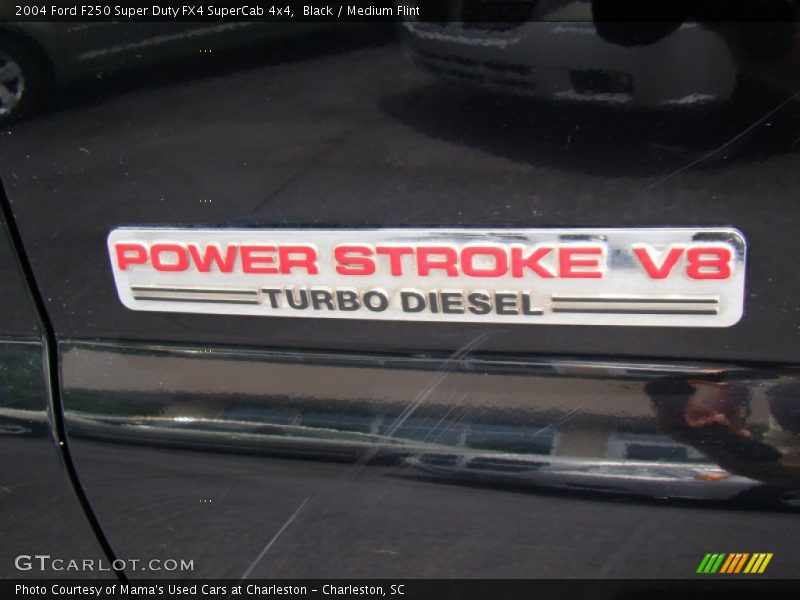 2004 Ford F250 Super Duty FX4 SuperCab 4x4,  Black / Medium Flint
POWER STROKE V8
TURBO DIESEL
GTCARLOT.COM
Photo Courtesy of Mama's Used Cars at Charleston – Charleston, SC